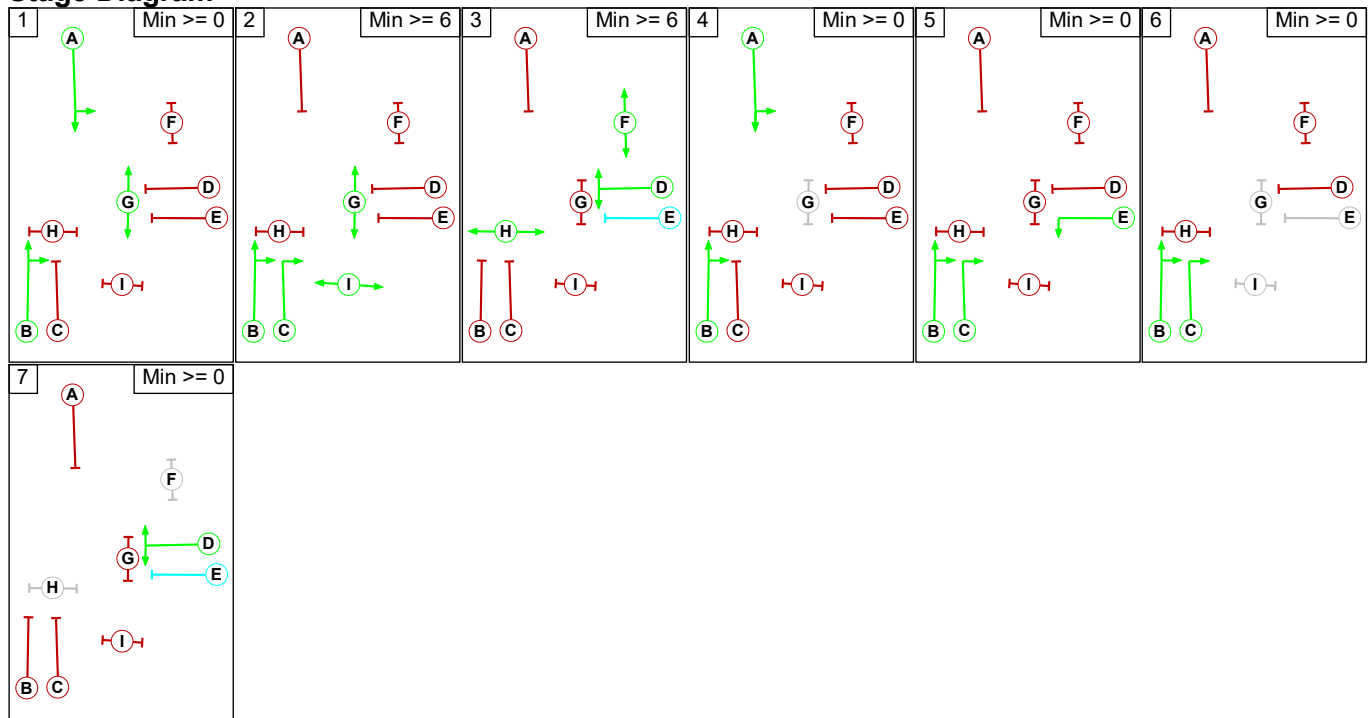 Stage Diagram
1 Min >= 0
A
F
D
G
E
H
I
B C
2 Min >= 6
A
F
D
G
E
H
I
B C
3 Min >= 6
A
F
D
G
E
H
I
B C
4 Min >= 0
A
F
D
G
E
H
I
B C
5 Min >= 0
A
F
D
G
E
H
I
B C
6 Min >= 0
A
F
D
G
E
H
I
B C
7 Min >= 0
A
F
D
G
E
H
I
B C